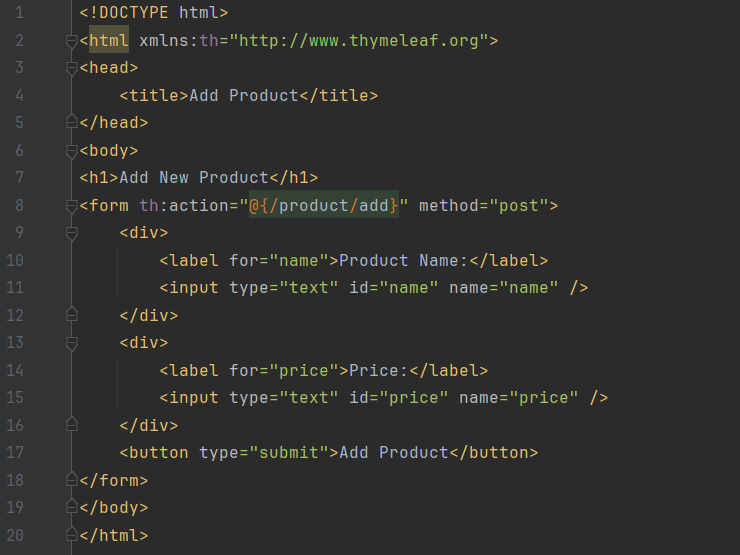 1 <!DOCTYPE html>
2 <html xmlns:th="http://www.thymeleaf.org">
3 <head>
4     <title>Add Product</title>
5 </head>
6 <body>
7 <h1>Add New Product</h1>
8 <form th:action="@{/product/add}" method="post">
9     <div>
10         <label for="name">Product Name:</label>
11         <input type="text" id="name" name="name" />
12     </div>
13     <div>
14         <label for="price">Price:</label>
15         <input type="text" id="price" name="price" />
16     </div>
17     <button type="submit">Add Product</button>
18 </form>
19 </body>
20 </html>